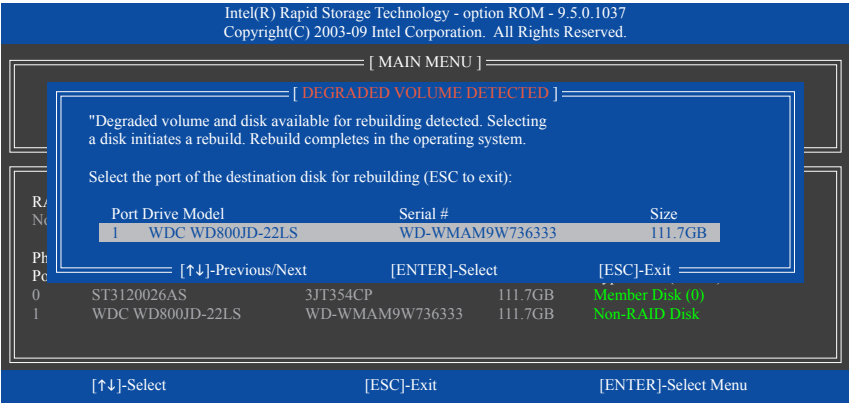 Intel(R) Rapid Storage Technology - option ROM - 9.5.0.1037
Copyright(C) 2003-09 Intel Corporation. All Rights Reserved.
[ MAIN MENU ]
[ DEGRADED VOLUME DETECTED ]
"Degraded volume and disk available for rebuilding detected. Selecting
a disk initiates a rebuild. Rebuild completes in the operating system.
Select the port of the destination disk for rebuilding (ESC to exit):
Port Drive Model Serial # Size
1 WDC WD800JD-22LS WD-WMAM9W736333 111.7GB
[↑↓]-Previous/Next [ENTER]-Select [ESC]-Exit
0 ST3120026AS 3JT354CP 111.7GB Member Disk (0)
1 WDC WD800JD-22LS WD-WMAM9W736333 111.7GB Non-RAID Disk
[↑↓]-Select [ESC]-Exit [ENTER]-Select Menu